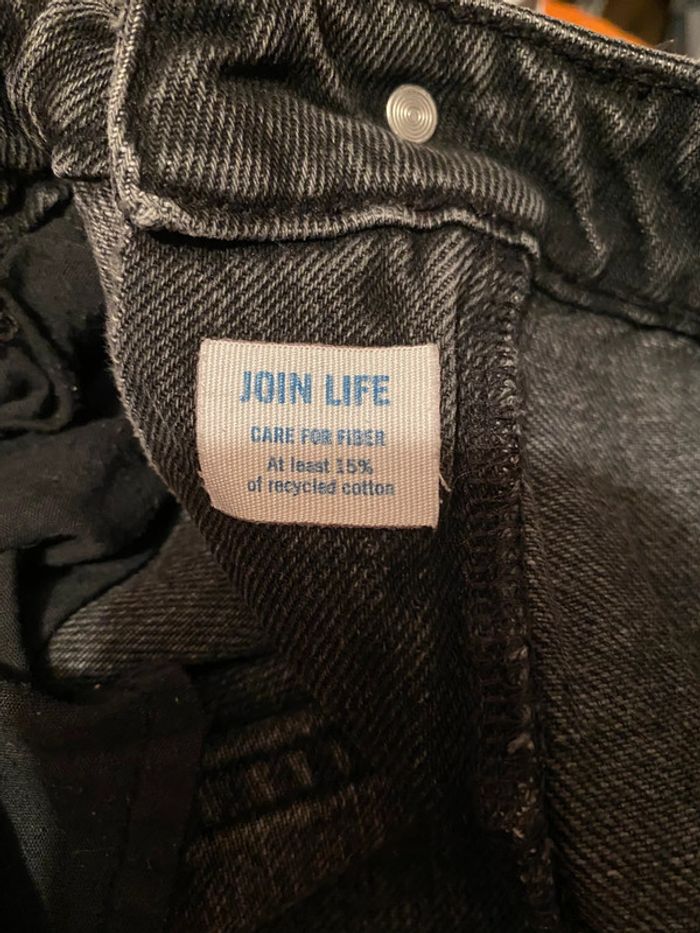 JOIN LIFE
CARE FOR FIBER
At least 15%
of recycled cotton